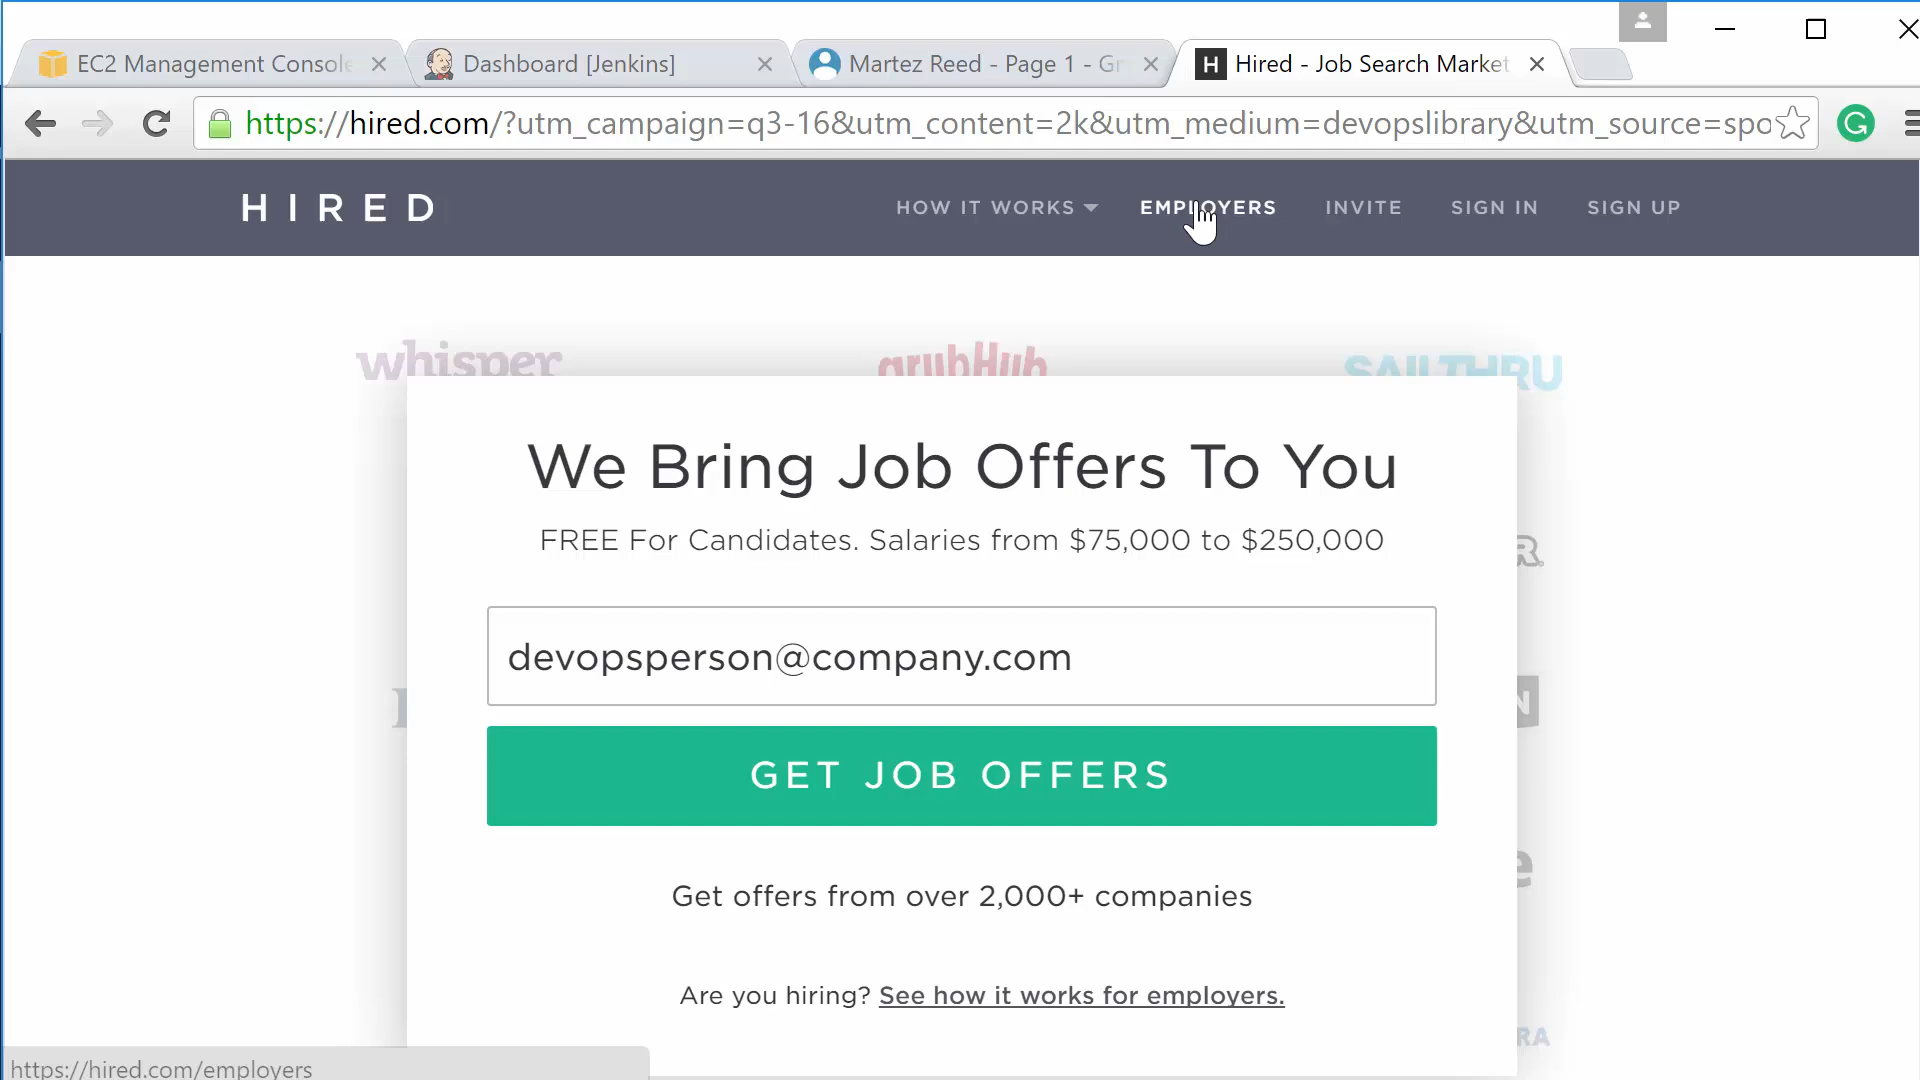 EC2 Management Console
Dashboard [Jenkins]
Martez Reed - Page 1 - Gr
H
Hired - Job Search Market
https://hired.com/?utm_campaign=q3-16&utm_content=2k&utm_medium=devopslibrary&utm_source=spo
G
HIRED
HOW IT WORKS
EMPLOYERS
INVITE
SIGN IN
SIGN UP
whisper
grubHub
SAILTHRU
We Bring Job Offers To You
FREE For Candidates. Salaries from $75,000 to $250,000
R
devopsperson@company.com
N
GET JOB OFFERS
e
Get offers from over 2,000+ companies
Are you hiring? See how it works for employers.
RA
https://hired.com/employers